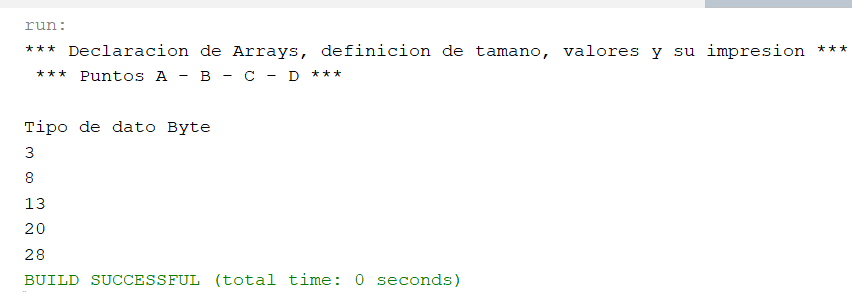 run:
*** Declaracion de Arrays, definicion de tamano, valores y su impresion ***
*** Puntos A - B - C - D ***
Tipo de dato Byte
3
8
13
20
28
BUILD SUCCESSFUL (total time: 0 seconds)